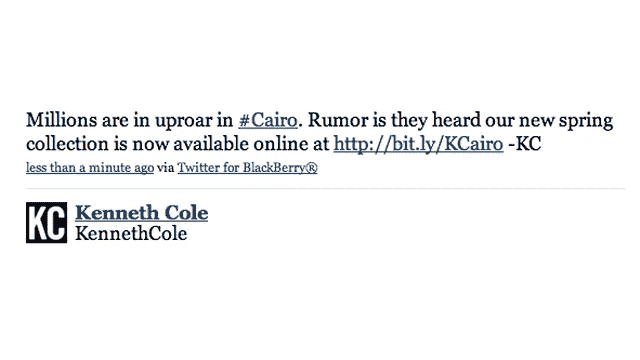 Millions are in uproar in #Cairo. Rumor is they heard our new spring
collection is now available online at http://bit.ly/KCairo -KC
less than a minute ago via Twitter for BlackBerry®
KC Kenneth Cole
KennethCole